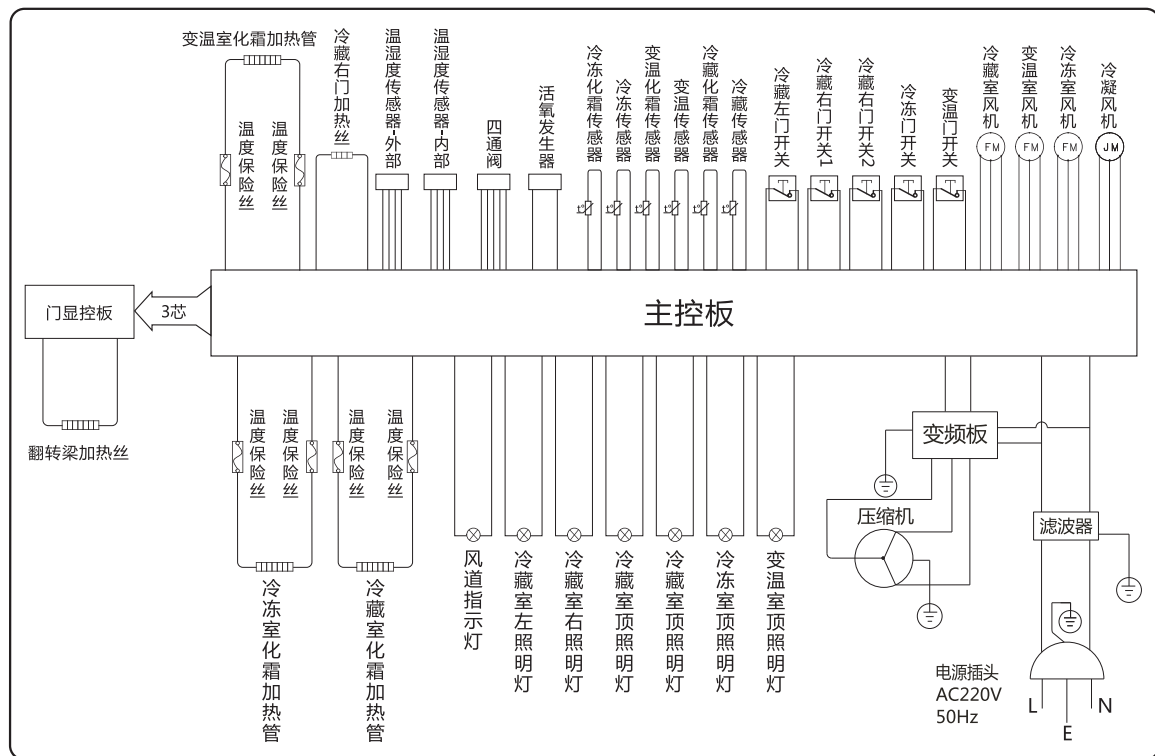 变温室化霜加热管
温度保险丝
温度保险丝
冷藏右门加热丝
温湿度传感器-外部
温湿度传感器-内部
四通阀
活氧发生器
冷冻化霜传感器
冷冻传感器
变温化霜传感器
变温传感器
冷藏化霜传感器
冷藏传感器
冷藏左门开关
冷藏右门开关1
冷藏右门开关2
冷冻门开关
变温门开关
冷藏室风机
变温室风机
冷冻室风机
冷凝风机
FM
FM
FM
JM
t°
t°
t°
t°
t°
t°
门显控板
3芯
主控板
翻转梁加热丝
温度保险丝
温度保险丝
温度保险丝
温度保险丝
冷冻室化霜加热管
冷藏室化霜加热管
风道指示灯
冷藏室左照明灯
冷藏室右照明灯
冷藏室顶照明灯
冷藏室顶照明灯
冷冻室顶照明灯
变温室顶照明灯
变频板
压缩机
滤波器
电源插头
AC220V
50Hz
L
E
N